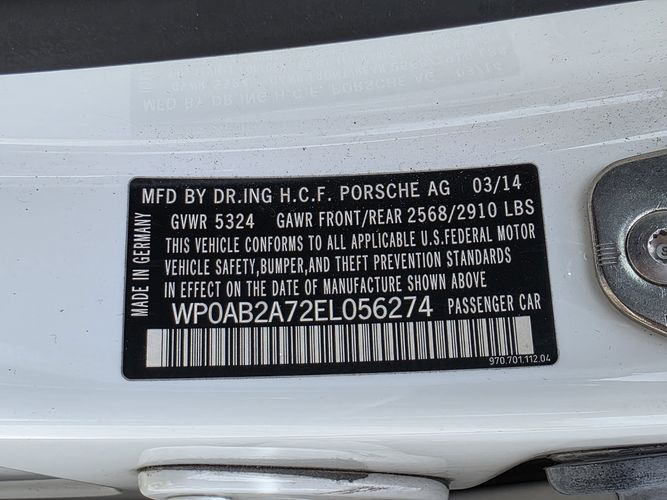 MFD BY DR.ING H.C.F. PORSCHE AG 03/14
GVWR 5324 GAWR FRONT/REAR 2568/2910 LBS
THIS VEHICLE CONFORMS TO ALL APPLICABLE U.S.FEDERAL MOTOR
VEHICLE SAFETY,BUMPER,AND THEFT PREVENTION STANDARDS
IN EFFECT ON THE DATE OF MANUFACTURE SHOWN ABOVE
WP0AB2A72EL056274 PASSENGER CAR
970.701.112.04
MADE IN GERMANY